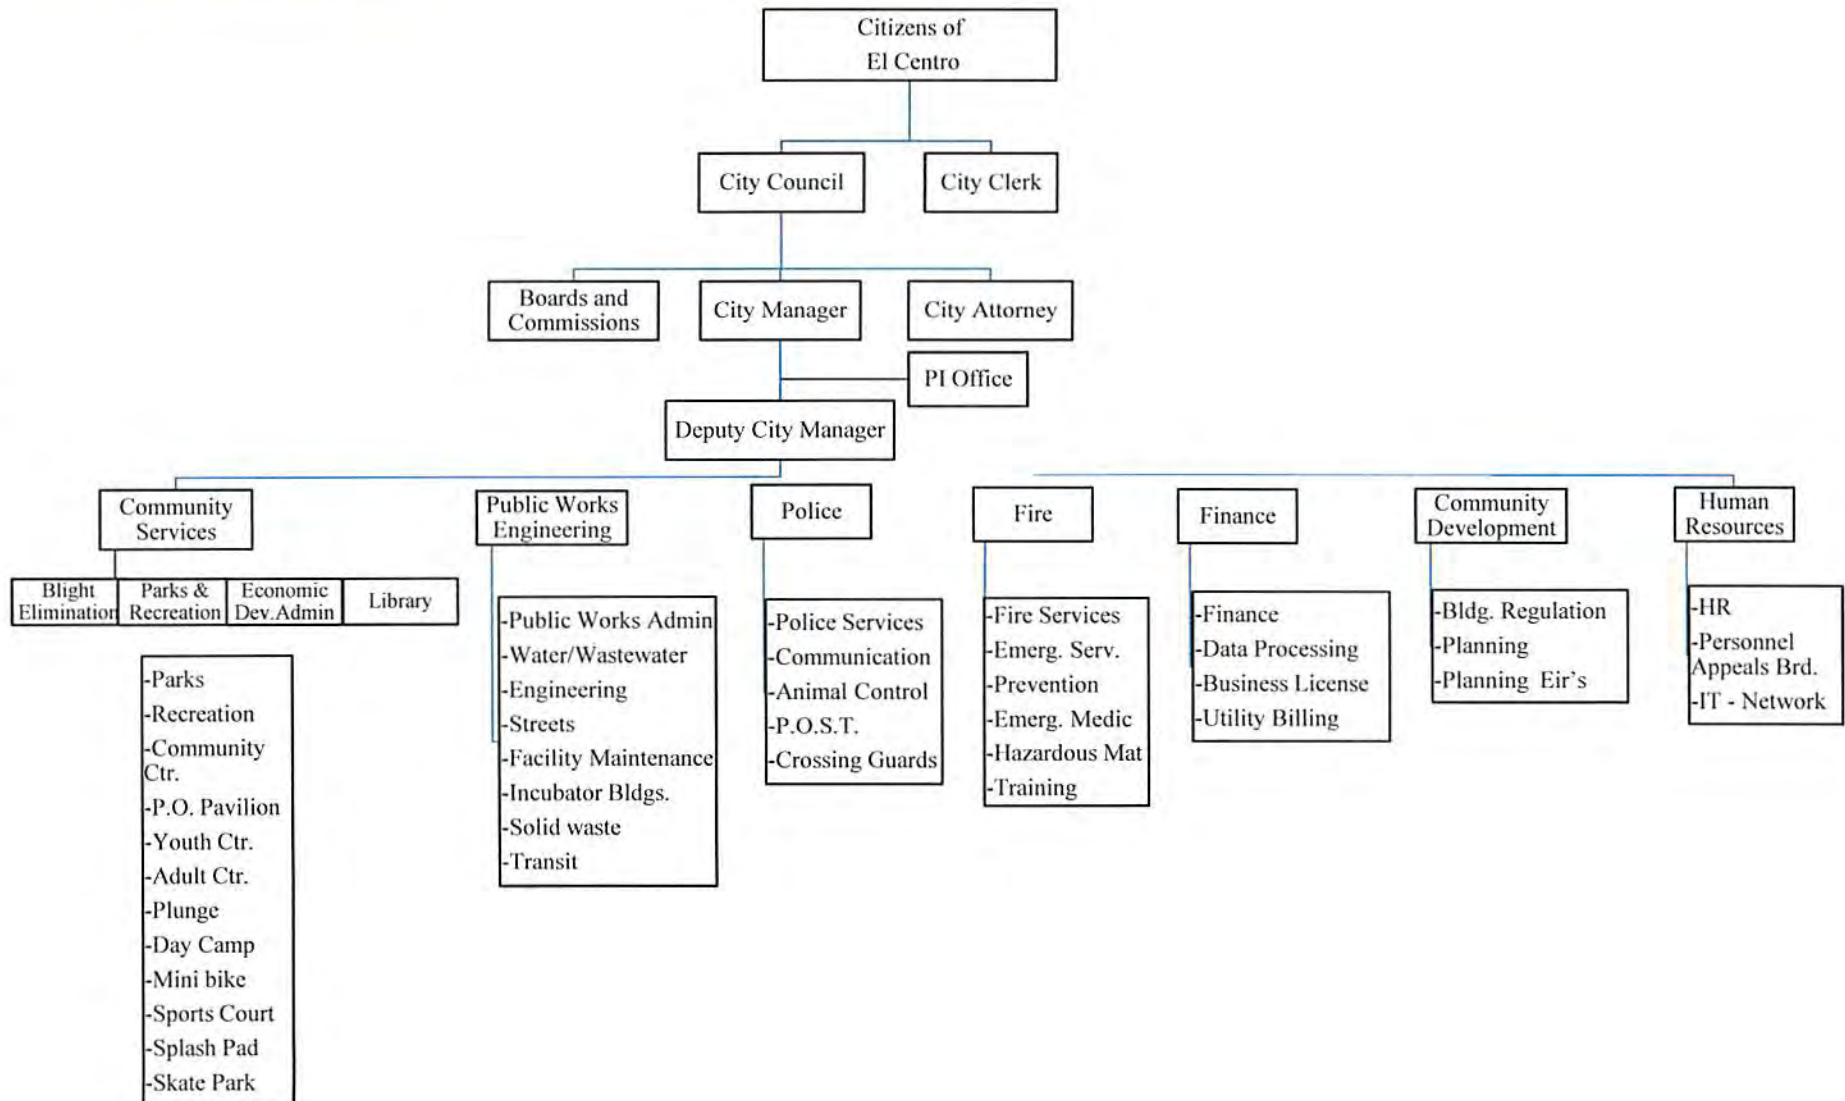 Citizens of
El Centro
City Council
City Clerk
Boards and
Commissions
City Manager
City Attorney
PI Office
Deputy City Manager
Community
Services
Public Works
Engineering
Police
Fire
Finance
Community
Development
Human
Resources
Blight
Elimination
Parks &
Recreation
Economic
Dev.Admin
Library
-Parks
-Recreation
-Community
Ctr.
-P.O. Pavilion
-Youth Ctr.
-Adult Ctr.
-Plunge
-Day Camp
-Mini bike
-Sports Court
-Splash Pad
-Skate Park
-Public Works Admin
-Water/Wastewater
-Engineering
-Streets
-Facility Maintenance
-Incubator Bldgs.
-Solid waste
-Transit
-Police Services
-Communication
-Animal Control
-P.O.S.T.
-Crossing Guards
-Fire Services
-Emerg. Serv.
-Prevention
-Emerg. Medic
-Hazardous Mat
-Training
-Finance
-Data Processing
-Business License
-Utility Billing
-Bldg. Regulation
-Planning
-Planning Eir's
-HR
-Personnel
Appeals Brd.
-IT - Network